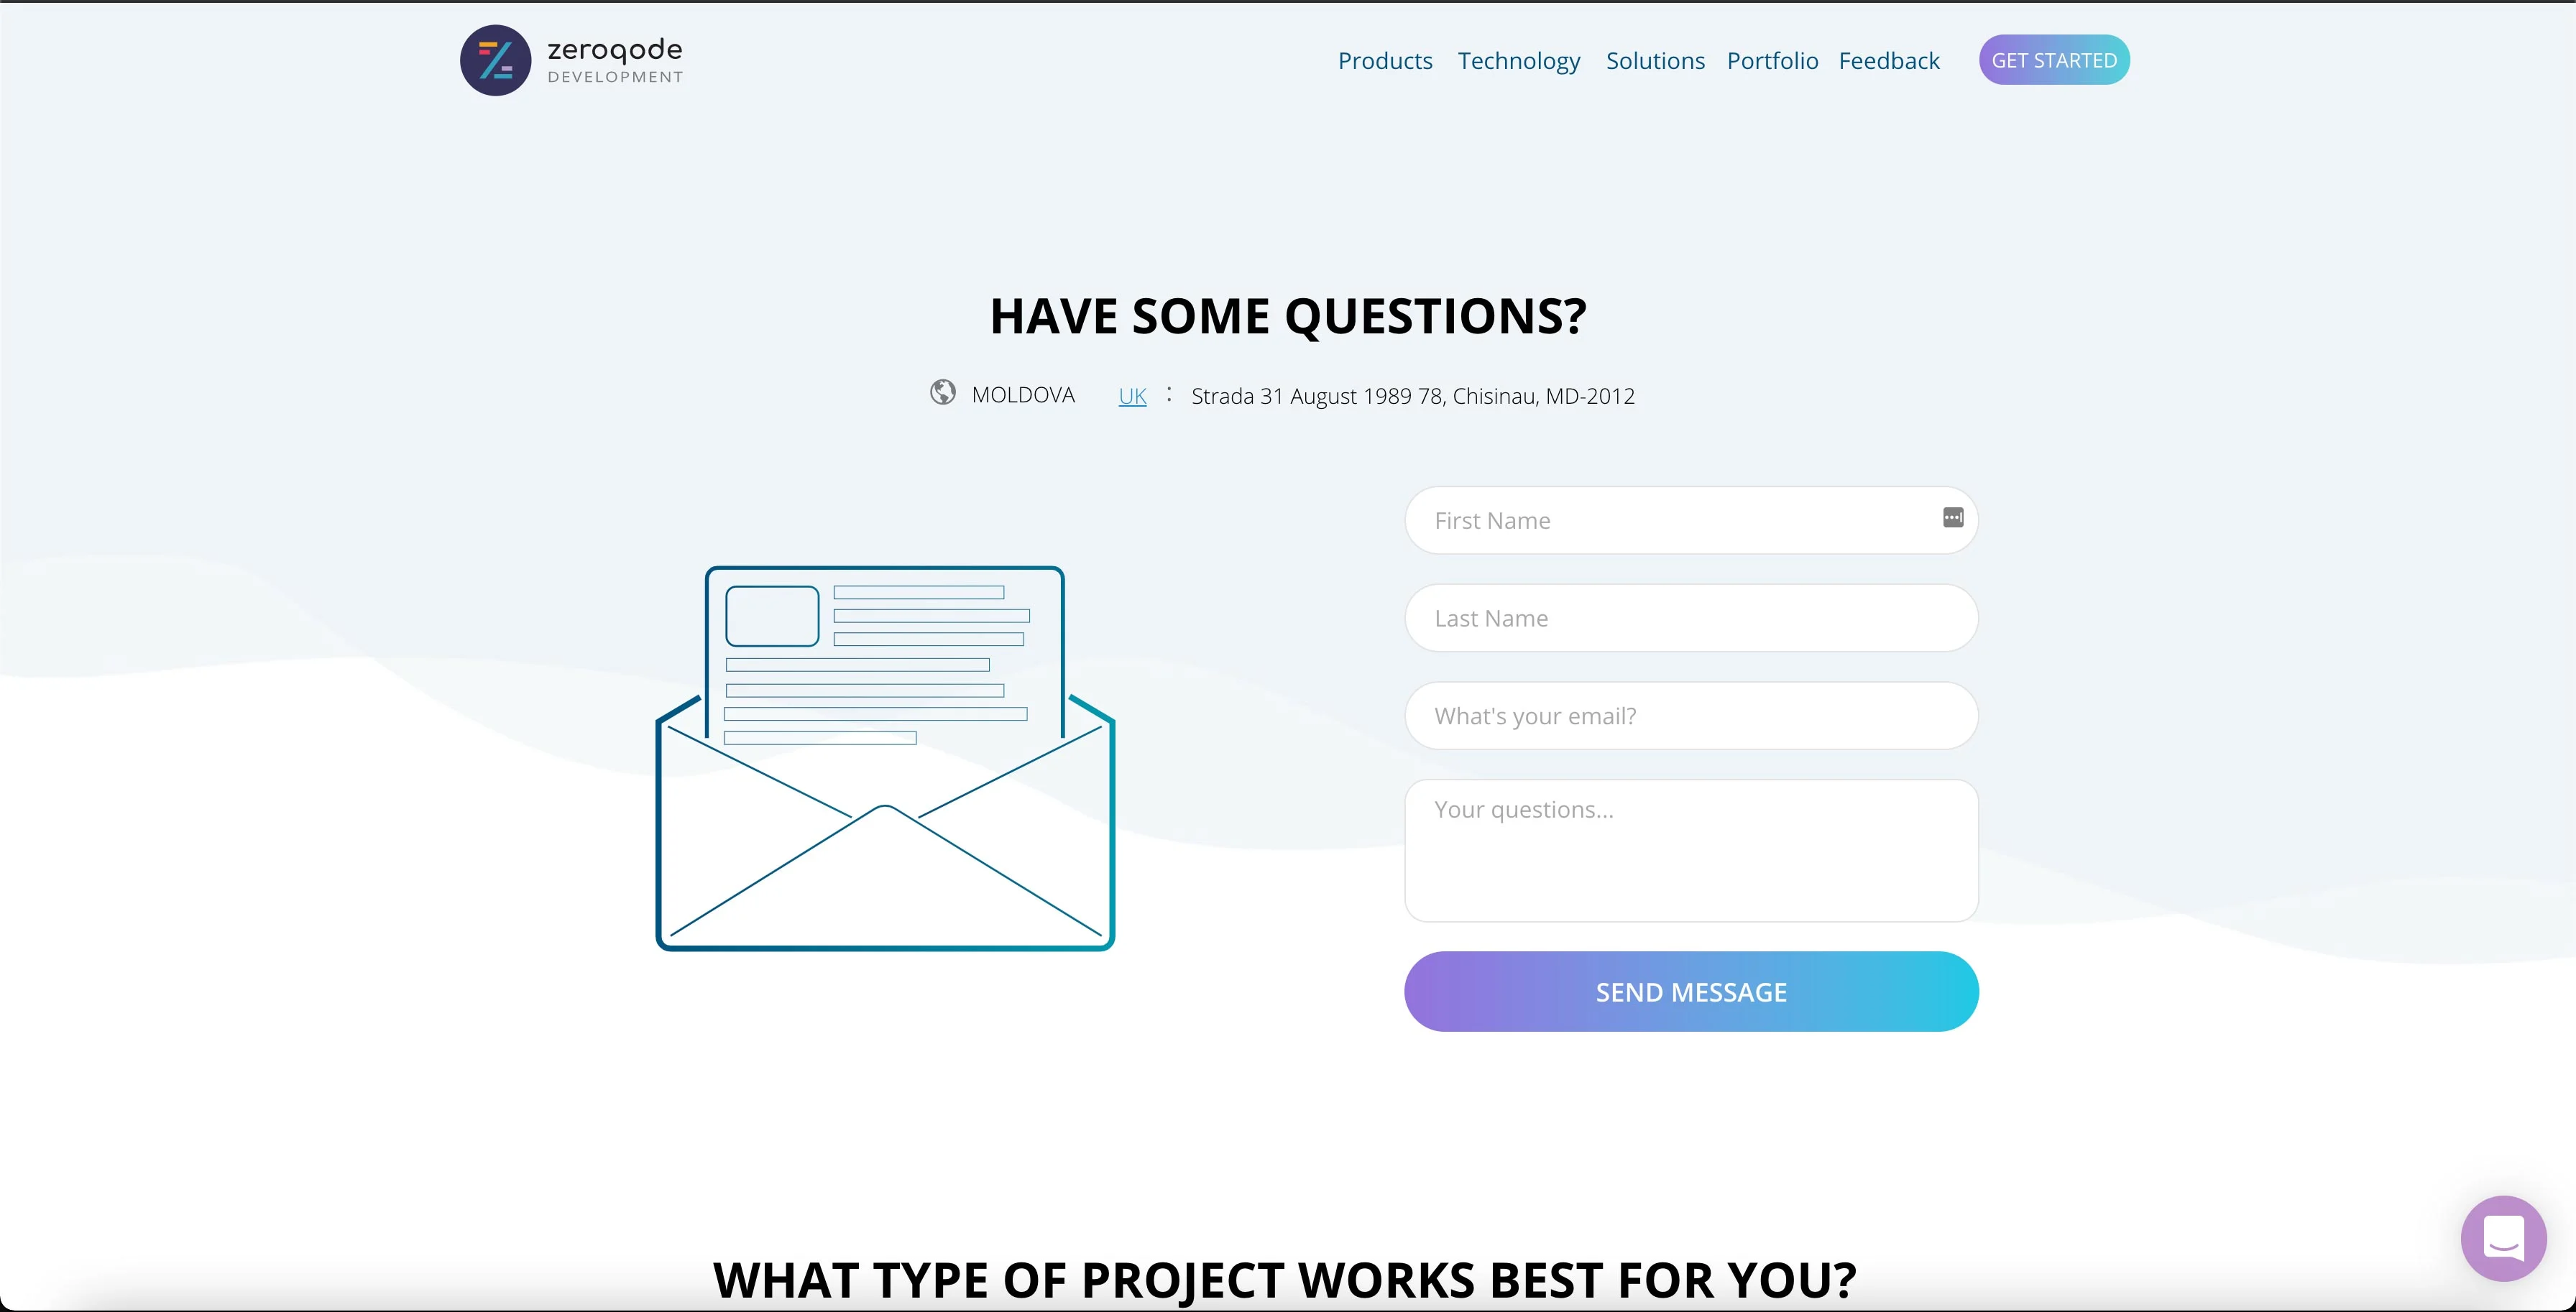 zeroqode
DEVELOPMENT
Products Technology Solutions Portfolio Feedback GET STARTED
HAVE SOME QUESTIONS?
MOLDOVA UK : Strada 31 August 1989 78, Chisinau, MD-2012
First Name
Last Name
What's your email?
Your questions...
SEND MESSAGE
WHAT TYPE OF PROJECT WORKS BEST FOR YOU?